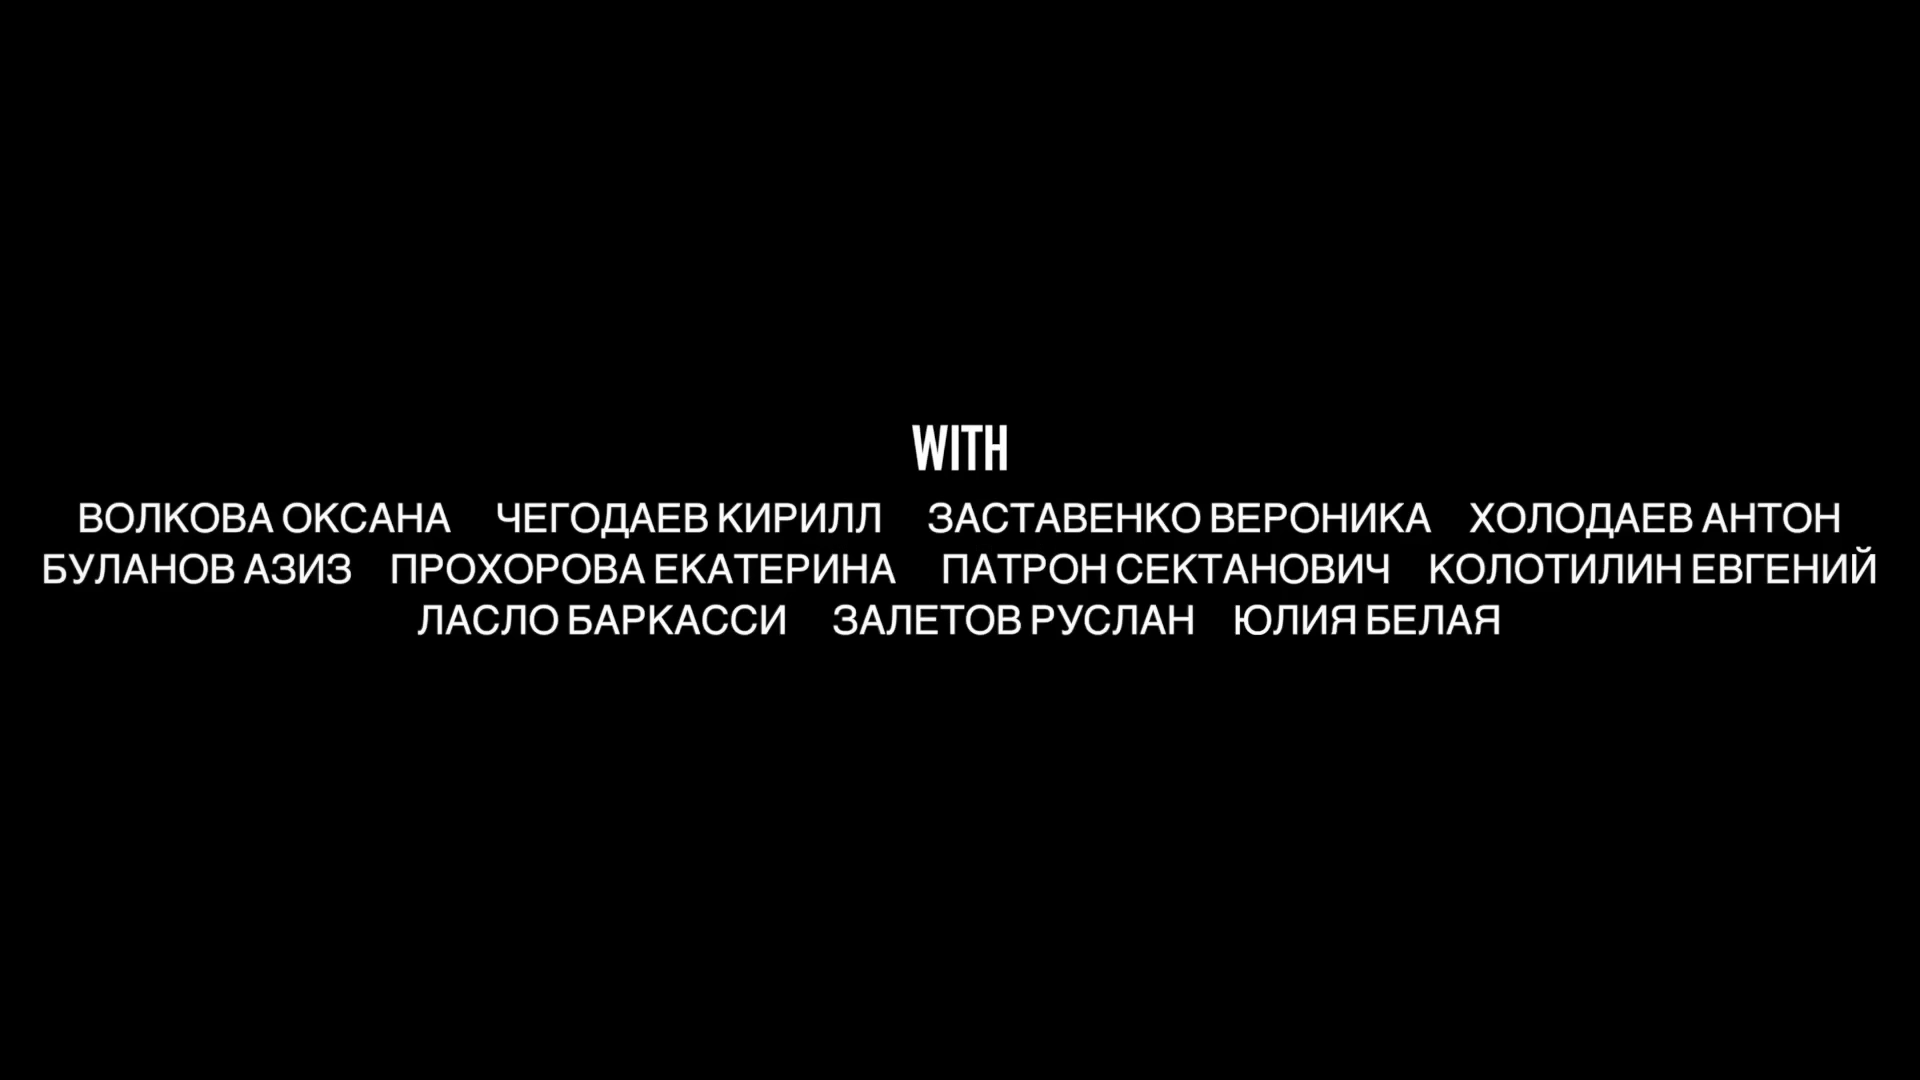 WITH
ВОЛКОВА ОКСАНА ЧЕГОДАЕВ КИРИЛЛ ЗАСТАВЕНКО ВЕРОНИКА ХОЛОДАЕВ АНТОН
БУЛАНОВ АЗИЗ ПРОХОРОВА ЕКАТЕРИНА ПАТРОН СЕКТАНОВИЧ КОЛОТИЛИН ЕВГЕНИЙ
ЛАСЛО БАРКАССИ ЗАЛЕТОВ РУСЛАН ЮЛИЯ БЕЛАЯ